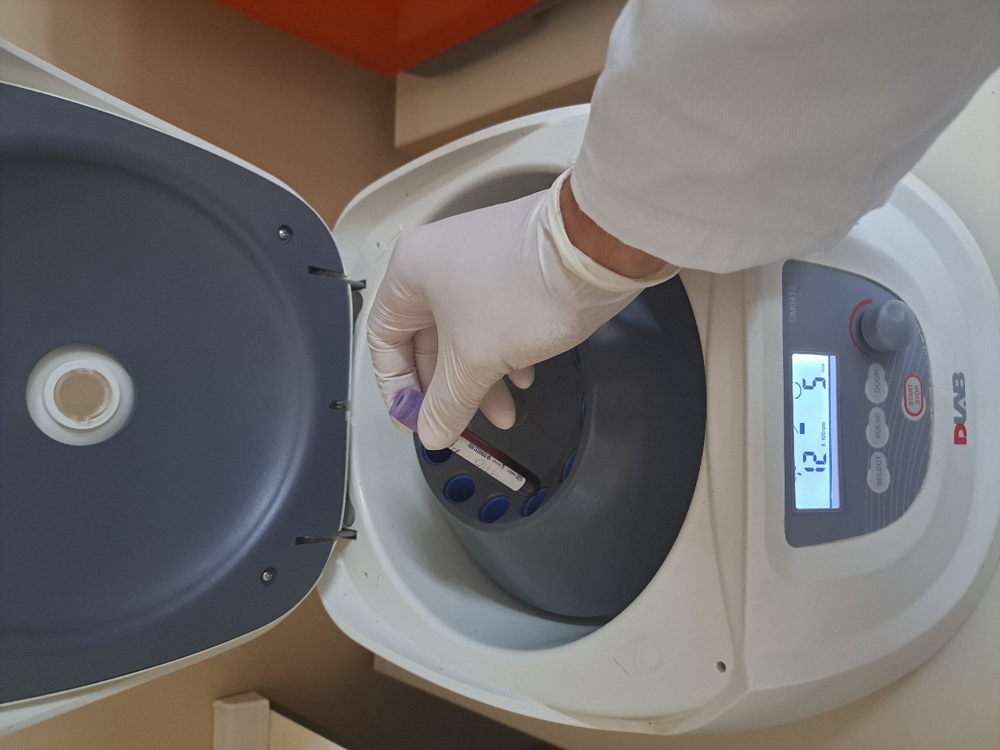 DM0412
12 - 5
X 100rpm min
SELECT PULSE DOOR
START
STOP
DLAB